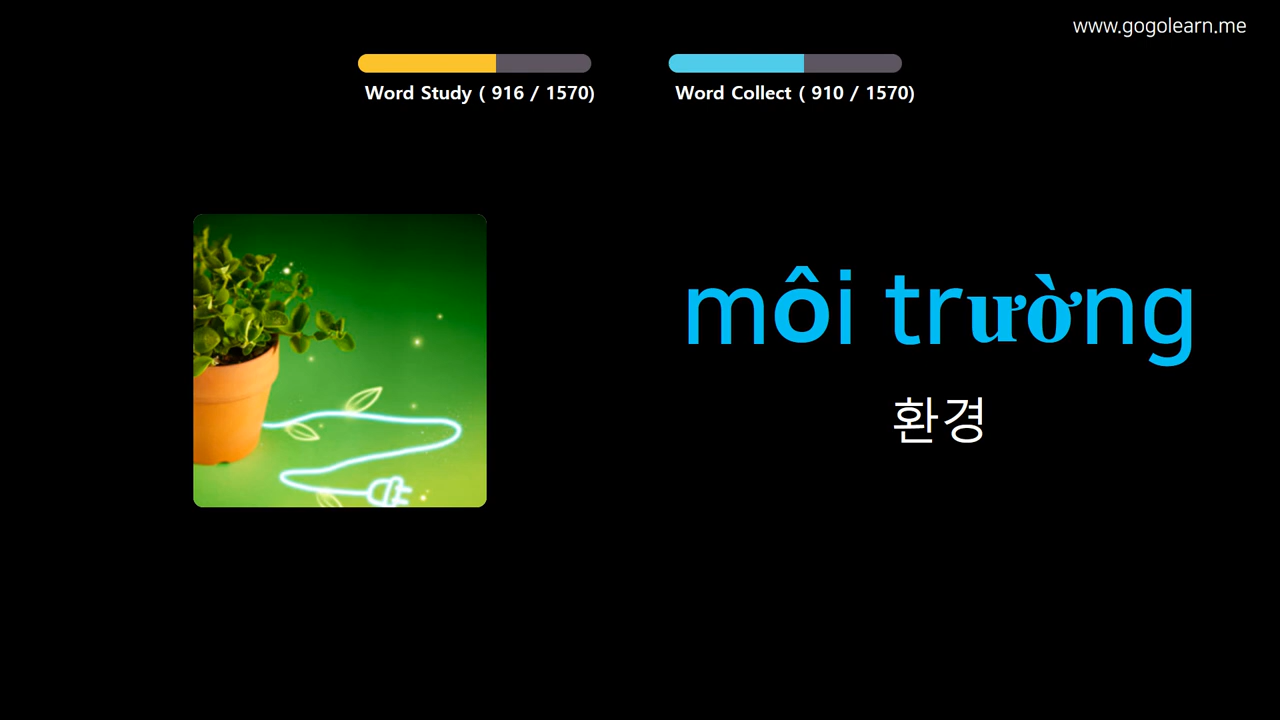 www.gogolearn.me
Word Study ( 916 / 1570)
Word Collect ( 910 / 1570)
môi trường
환경